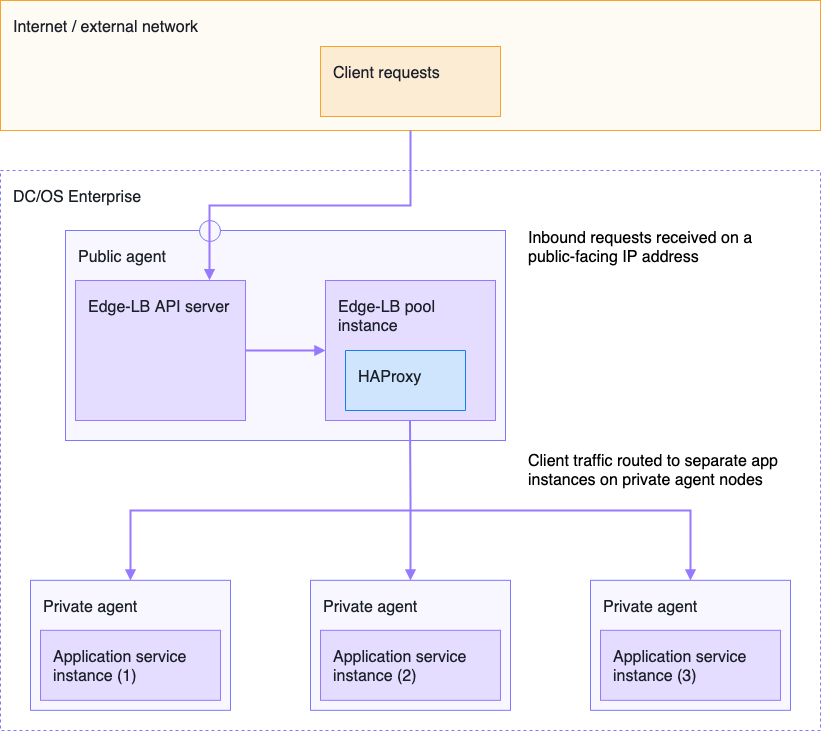 Internet / external network
Client requests
DC/OS Enterprise
Inbound requests received on a
public-facing IP address
Public agent
Edge-LB API server
Edge-LB pool
instance
HAProxy
Client traffic routed to separate app
instances on private agent nodes
Private agent
Application service
instance (1)
Private agent
Application service
instance (2)
Private agent
Application service
instance (3)